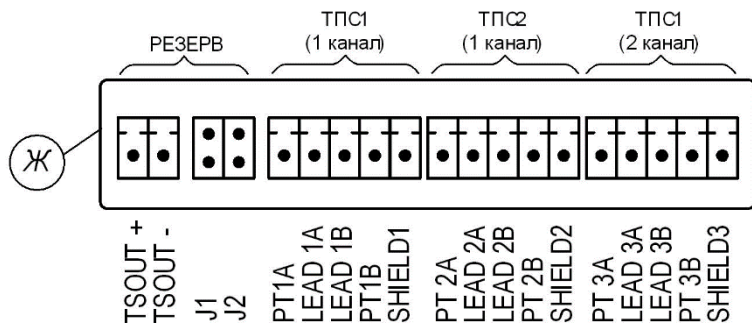 РЕЗЕРВ
ТПС1
(1 канал)
ТПС2
(1 канал)
ТПС1
(2 канал)
Ж
TSOUT +
TSOUT -
J1
J2
PT1A
LEAD 1A
LEAD 1B
PT1B
SHIELD1
PT 2A
LEAD 2A
LEAD 2B
PT 2B
SHIELD2
PT 3A
LEAD 3A
LEAD 3B
PT 3B
SHIELD3